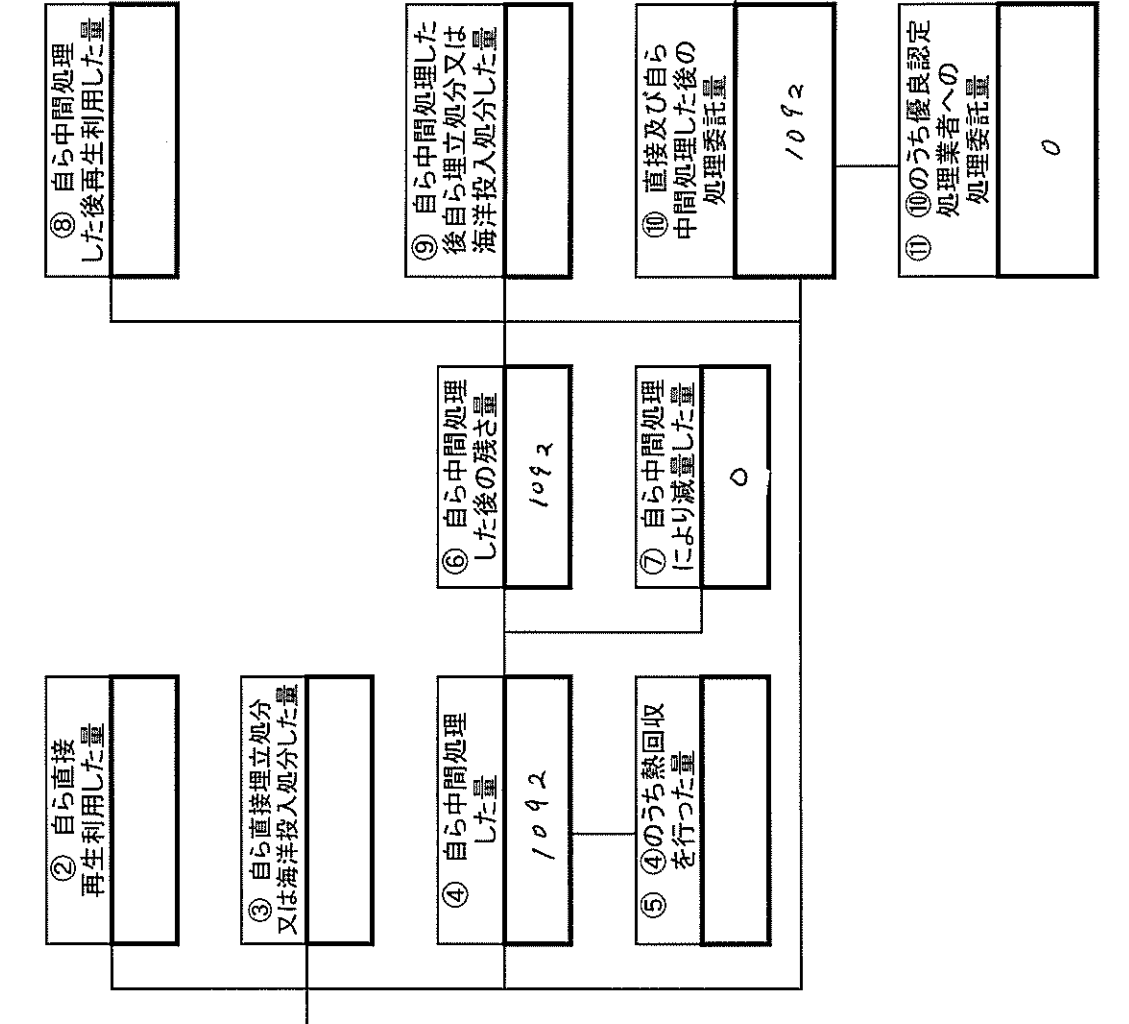 ② 自ら直接
再生利用した量
③ 自ら直接埋立処分
又は海洋投入処分した量
④ 自ら中間処理
した量
1092
⑤ ④のうち熱回収
を行った量
⑥ 自ら中間処理
した後の残さ量
1092
⑦ 自ら中間処理
により減量した量
0
⑧ 自ら中間処理
した後再生利用した量
⑨ 自ら中間処理した
後自ら埋立処分又は
海洋投入処分した量
⑩ 直接及び自ら
中間処理した後の
処理委託量
1092
⑪ ⑩のうち優良認定
処理業者への
処理委託量
0